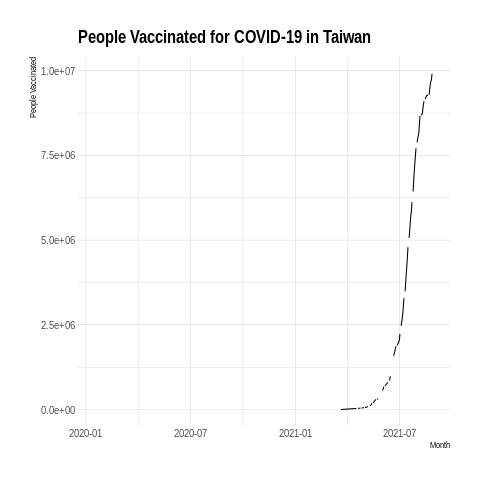 People Vaccinated for COVID-19 in Taiwan
People Vaccinated
1.0e+07
7.5e+06
5.0e+06
2.5e+06
0.0e+00
2020-01
2020-07
2021-01
2021-07
Month